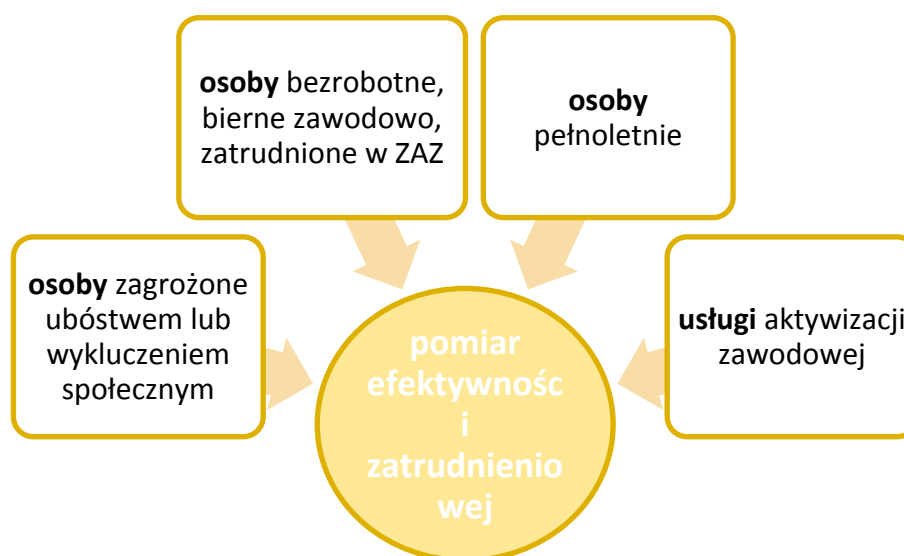 osoby bezrobotne,
bierne zawodowo,
zatrudnione w ZAZ
osoby
pełnoletnie
osoby zagrożone
ubóstwem lub
wykluczeniem
społecznym
usługi aktywizacji
zawodowej
pomiar
efektywnośc
i
zatrudnienio
wej